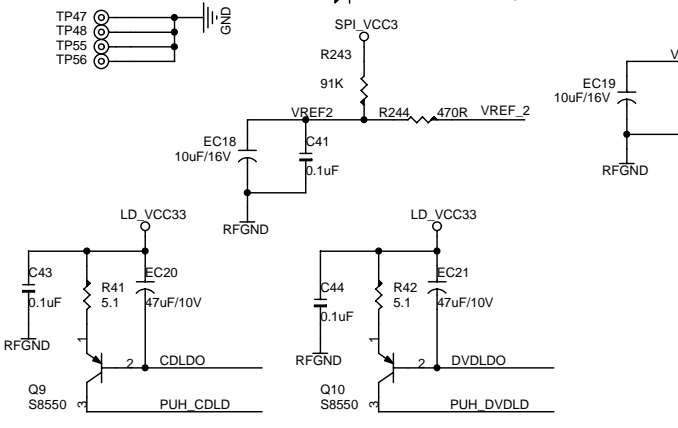 TP47
TP48
TP55
TP56
GND
SPI_VCC3
R243
91K
VREF2
R244
470R
VREF_2
EC18
10uF/16V
C41
0.1uF
RFGND
V
EC19
10uF/16V
RFGND
LD_VCC33
C43
0.1uF
R41
5.1
EC20
47uF/10V
RFGND
1
2
CDLDO
Q9
S8550
3
PUH_CDLD
LD_VCC33
C44
0.1uF
R42
5.1
EC21
47uF/10V
RFGND
1
2
DVDLDO
Q10
S8550
3
PUH_DVDLD